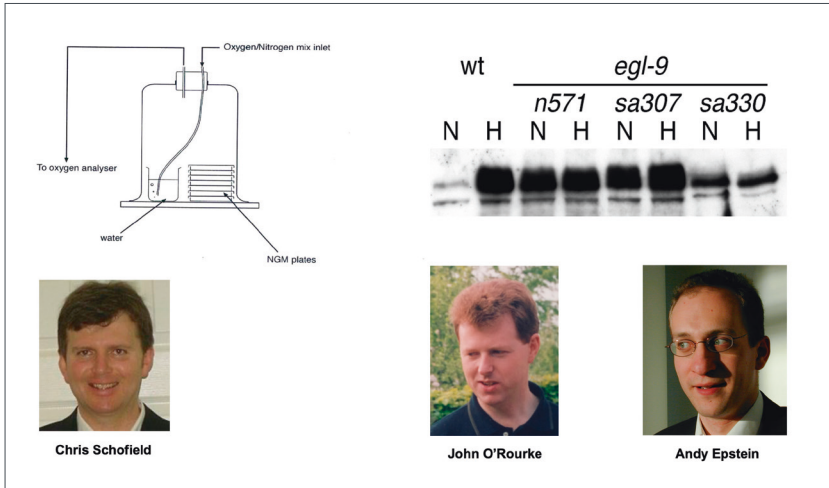 Oxygen/Nitrogen mix inlet
To oxygen analyser
water
NGM plates
wt egl-9
n571 sa307 sa330
N H N H N H N H
Chris Schofield
John O'Rourke
Andy Epstein